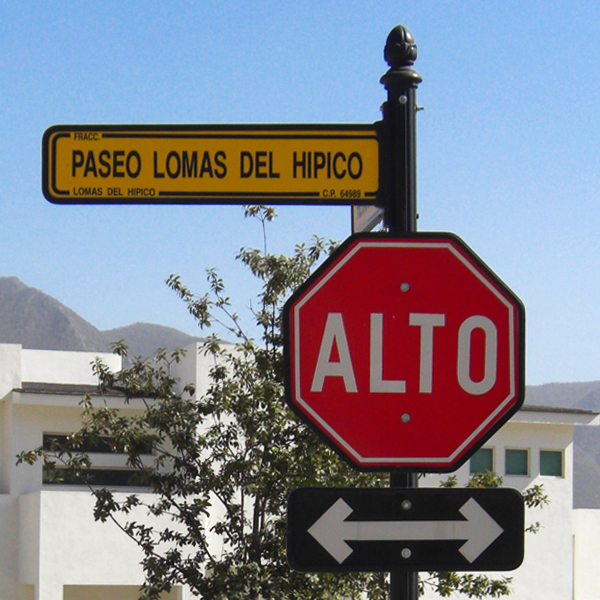 FRACC.
PASEO LOMAS DEL HIPICO
LOMAS DEL HIPICO C.P. 64989
ALTO